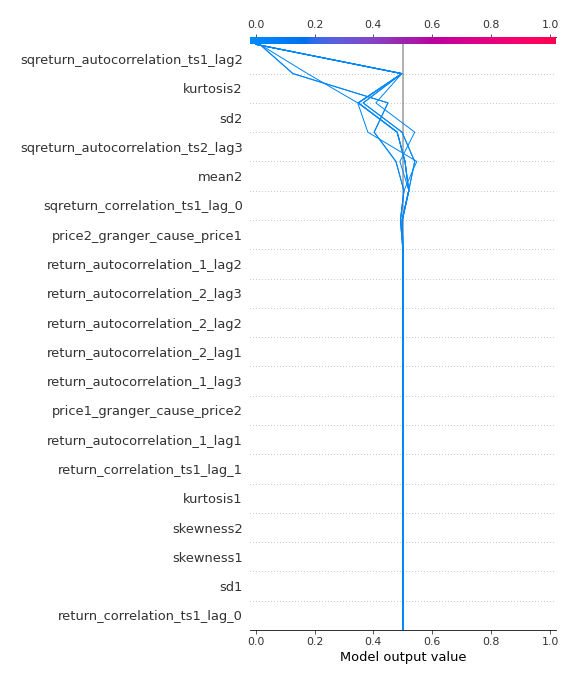 0.0 0.2 0.4 0.6 0.8 1.0
sqreturn_autocorrelation_ts1_lag2
kurtosis2
sd2
sqreturn_autocorrelation_ts2_lag3
mean2
sqreturn_correlation_ts1_lag_0
price2_granger_cause_price1
return_autocorrelation_1_lag2
return_autocorrelation_2_lag3
return_autocorrelation_2_lag2
return_autocorrelation_2_lag1
return_autocorrelation_1_lag3
price1_granger_cause_price2
return_autocorrelation_1_lag1
return_correlation_ts1_lag_1
kurtosis1
skewness2
skewness1
sd1
return_correlation_ts1_lag_0
0.0 0.2 0.4 0.6 0.8 1.0
Model output value